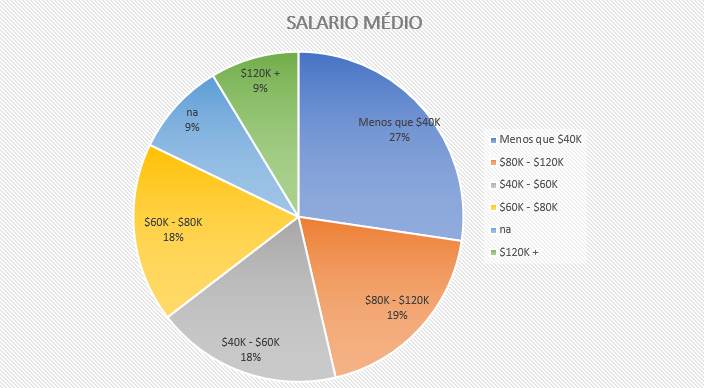 SALARIO MÉDIO
$120K +
9%
Menos que $40K
27%
na
9%
$60K - $80K
18%
$80K - $120K
19%
$40K - $60K
18%
Menos que $40K
$80K - $120K
$40K - $60K
$60K - $80K
na
$120K +